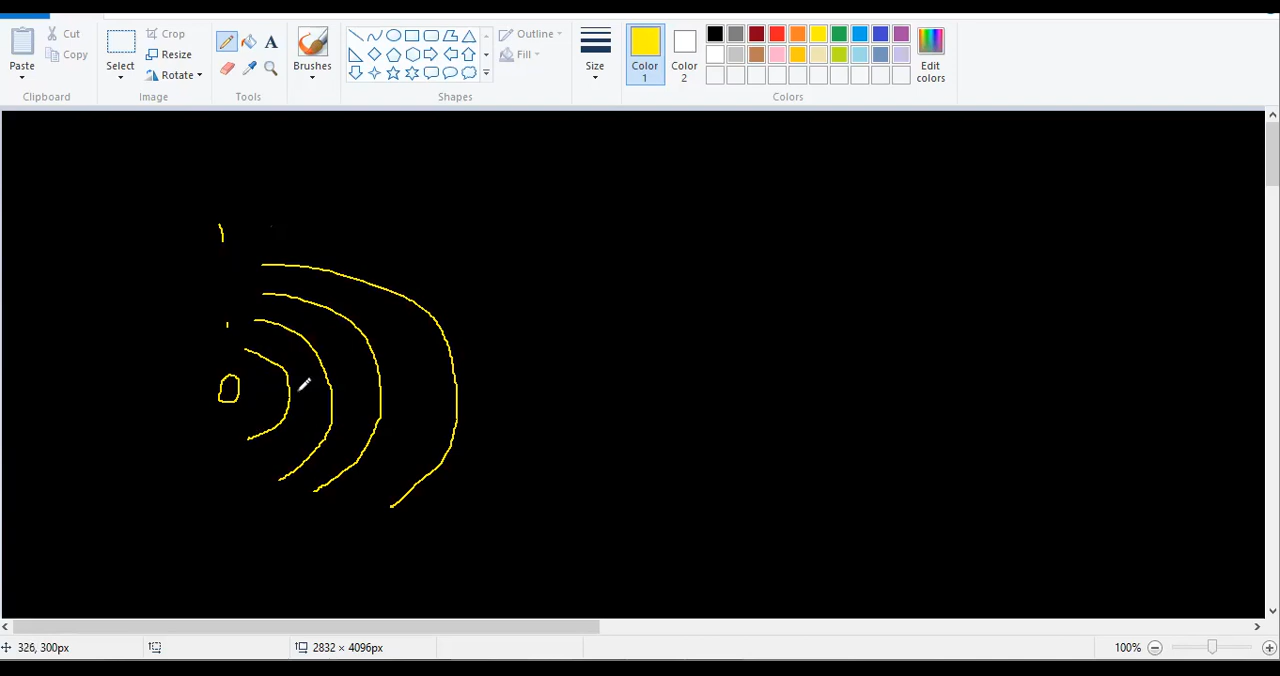 Paste
Cut
Copy
Clipboard
Select
Crop
Resize
Rotate
Image
A
Tools
Brushes
Shapes
Outline
Fill
Size
Color
1
Color
2
Edit
colors
Colors
326, 300px
2832 × 4096px
100%